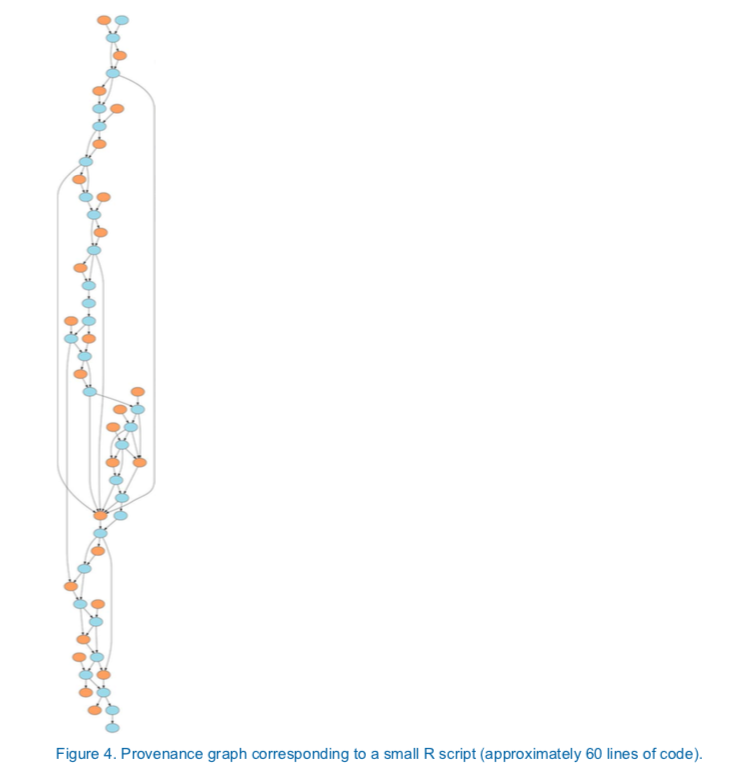 Figure 4. Provenance graph corresponding to a small R script (approximately 60 lines of code).